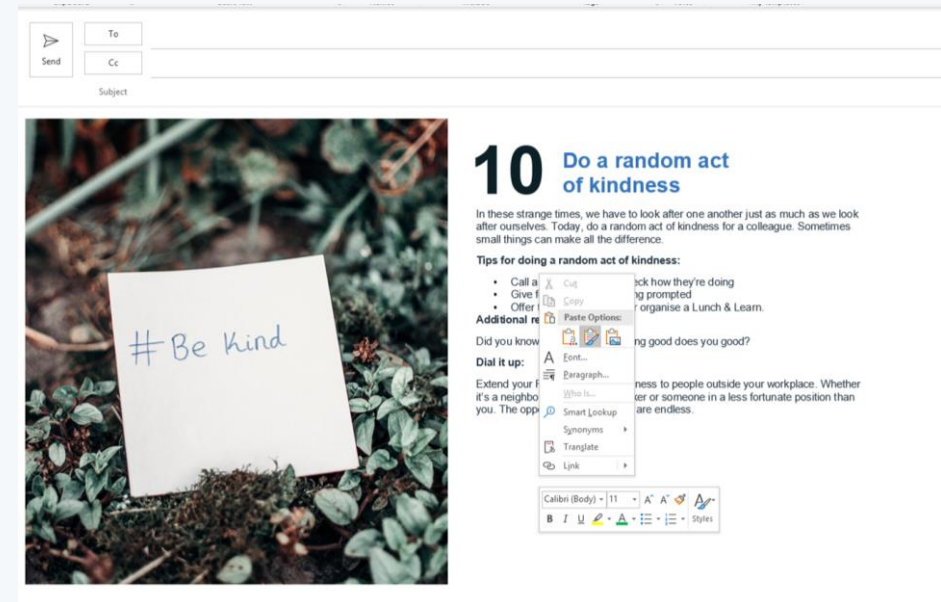 Send
To
Cc
Subject
#Be Kind
10
Do a random act
of kindness
In these strange times, we have to look after one another just as much as we look
after ourselves. Today, do a random act of kindness for a colleague. Sometimes
small things can make all the difference.
Tips for doing a random act of kindness:
• Call a
eck how they're doing
• Give f
ng prompted
• Offer
r organise a Lunch & Learn.
Additional re
Did you know
ng good does you good?
Dial it up:
Extend your
ness to people outside your workplace. Whether
it's a neighbo
ker or someone in a less fortunate position than
you. The opp
are endless.
Cut
Copy
Paste Options:
Font...
Paragraph...
Who Is...
Smart Lookup
Synonyms
Translate
Link
Calibri (Body) 11 A A
B I U A Styles